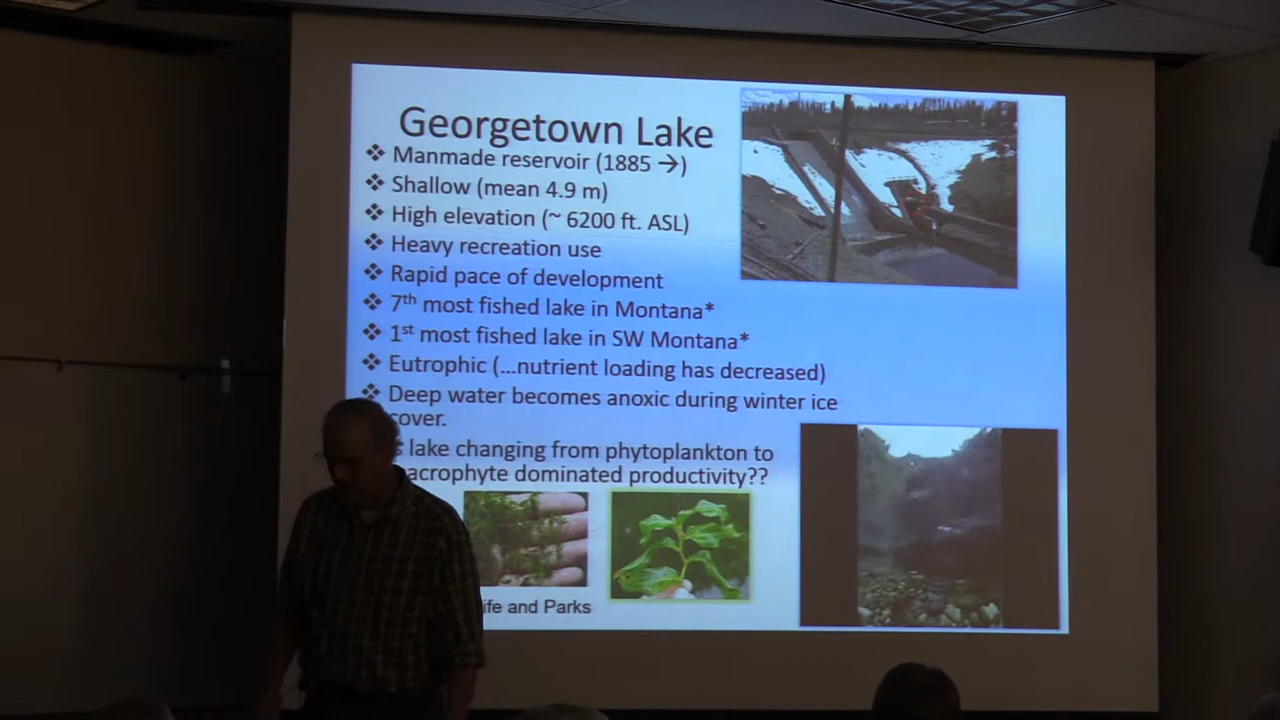 Georgetown Lake
❖ Manmade reservoir (1885 →)
❖ Shallow (mean 4.9 m)
❖ High elevation (~ 6200 ft. ASL)
❖ Heavy recreation use
❖ Rapid pace of development
❖ 7th most fished lake in Montana*
❖ 1st most fished lake in SW Montana*
❖ Eutrophic (...nutrient loading has decreased)
❖ Deep water becomes anoxic during winter ice
cover.
lake changing from phytoplankton to
acrophyte dominated productivity??
ife and Parks